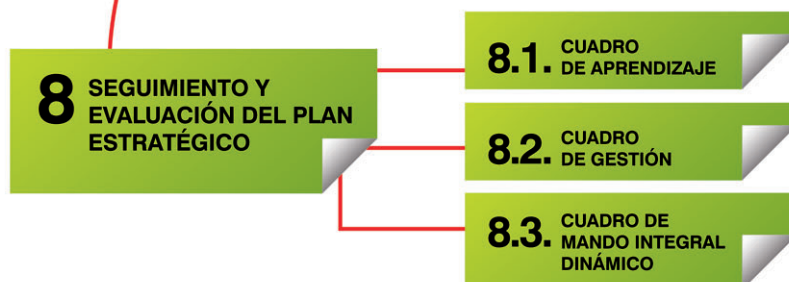 8 SEGUIMIENTO Y
EVALUACIÓN DEL PLAN
ESTRATÉGICO
8.1. CUADRO
DE APRENDIZAJE
8.2. CUADRO
DE GESTIÓN
8.3. CUADRO DE
MANDO INTEGRAL
DINÁMICO